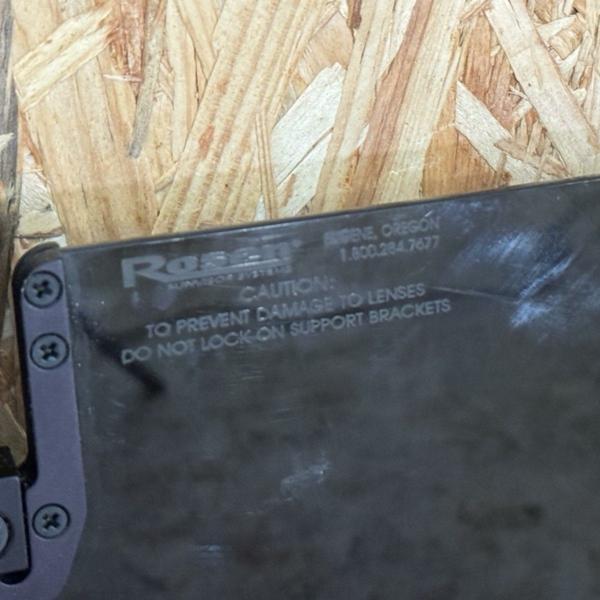 Rosen
SUNVISOR SYSTEMS
EUGENE, OREGON
1.800.284.7677
CAUTION:
TO PREVENT DAMAGE TO LENSES
DO NOT LOCK ON SUPPORT BRACKETS